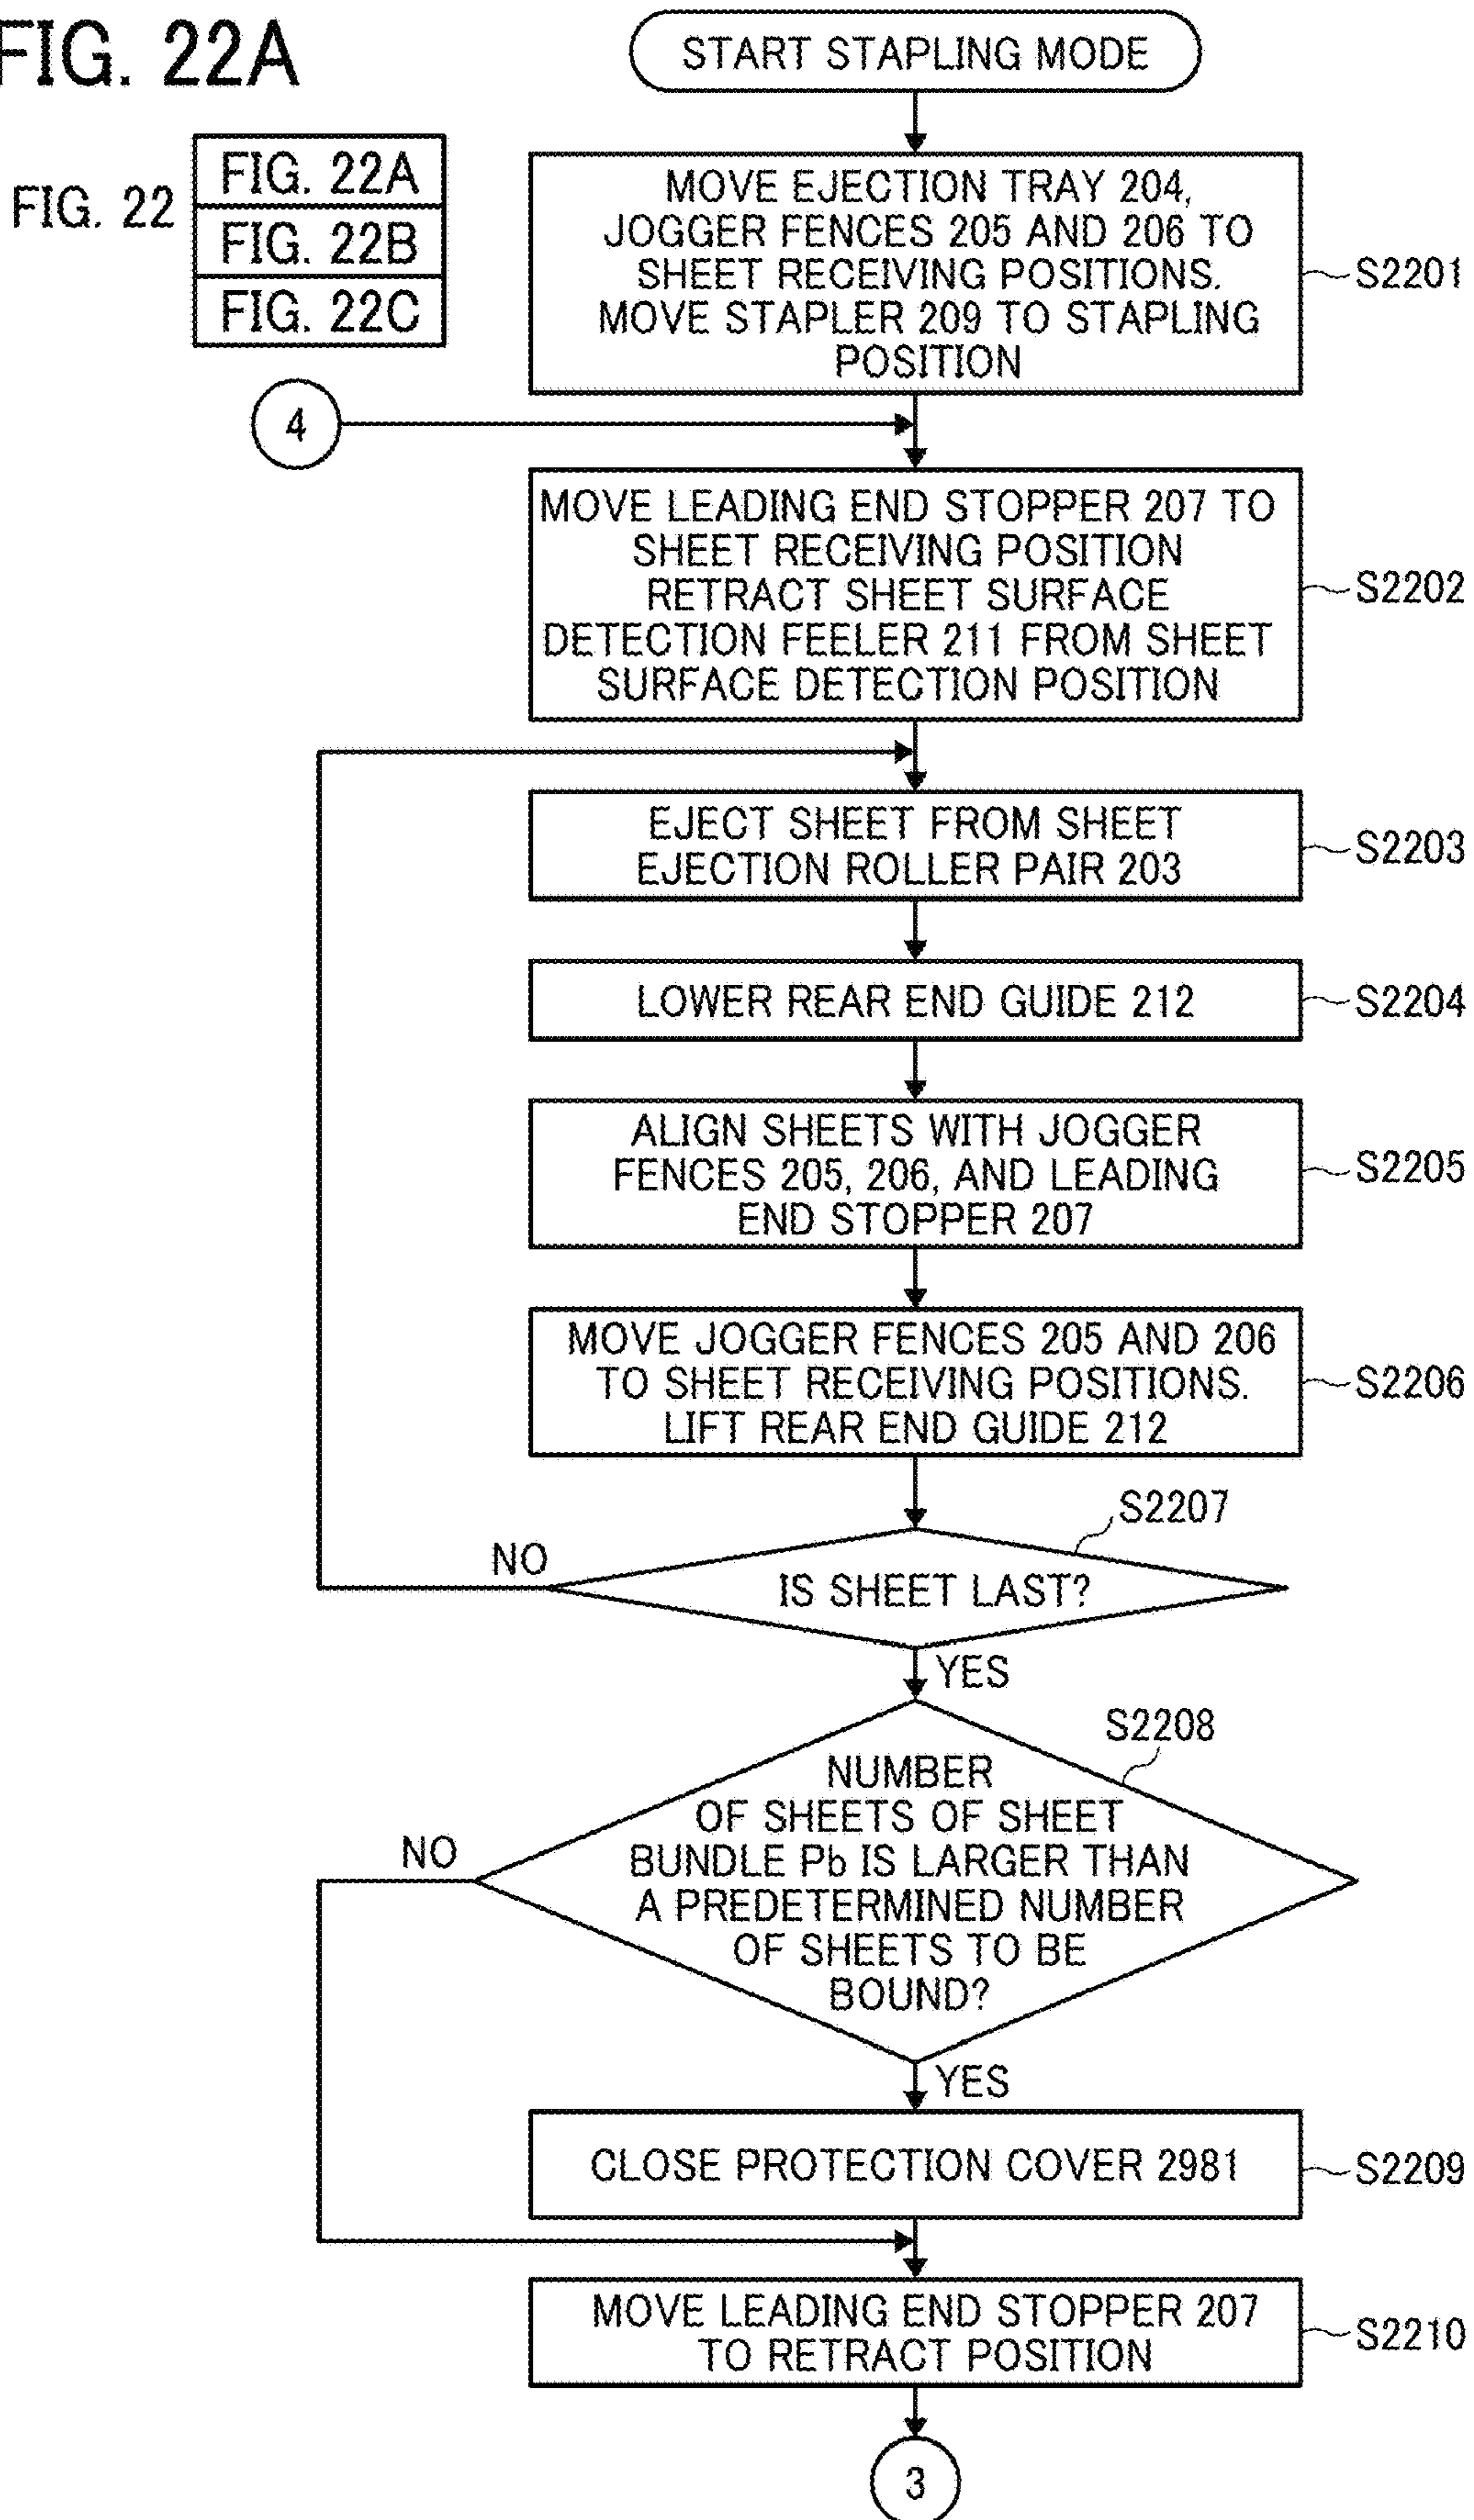 FIG. 22A
FIG. 22
FIG. 22A
FIG. 22B
FIG. 22C
START STAPLING MODE
MOVE EJECTION TRAY 204,
JOGGER FENCES 205 AND 206 TO
SHEET RECEIVING POSITIONS.
MOVE STAPLER 209 TO STAPLING
POSITION
S2201
4
MOVE LEADING END STOPPER 207 TO
SHEET RECEIVING POSITION
RETRACT SHEET SURFACE
DETECTION FEELER 211 FROM SHEET
SURFACE DETECTION POSITION
S2202
EJECT SHEET FROM SHEET
EJECTION ROLLER PAIR 203
S2203
LOWER REAR END GUIDE 212
S2204
ALIGN SHEETS WITH JOGGER
FENCES 205, 206, AND LEADING
END STOPPER 207
S2205
MOVE JOGGER FENCES 205 AND 206
TO SHEET RECEIVING POSITIONS.
LIFT REAR END GUIDE 212
S2206
S2207
NO
IS SHEET LAST?
YES
S2208
NO
NUMBER
OF SHEETS OF SHEET
BUNDLE Pb IS LARGER THAN
A PREDETERMINED NUMBER
OF SHEETS TO BE
BOUND?
YES
CLOSE PROTECTION COVER 2981
S2209
MOVE LEADING END STOPPER 207
TO RETRACT POSITION
S2210
3